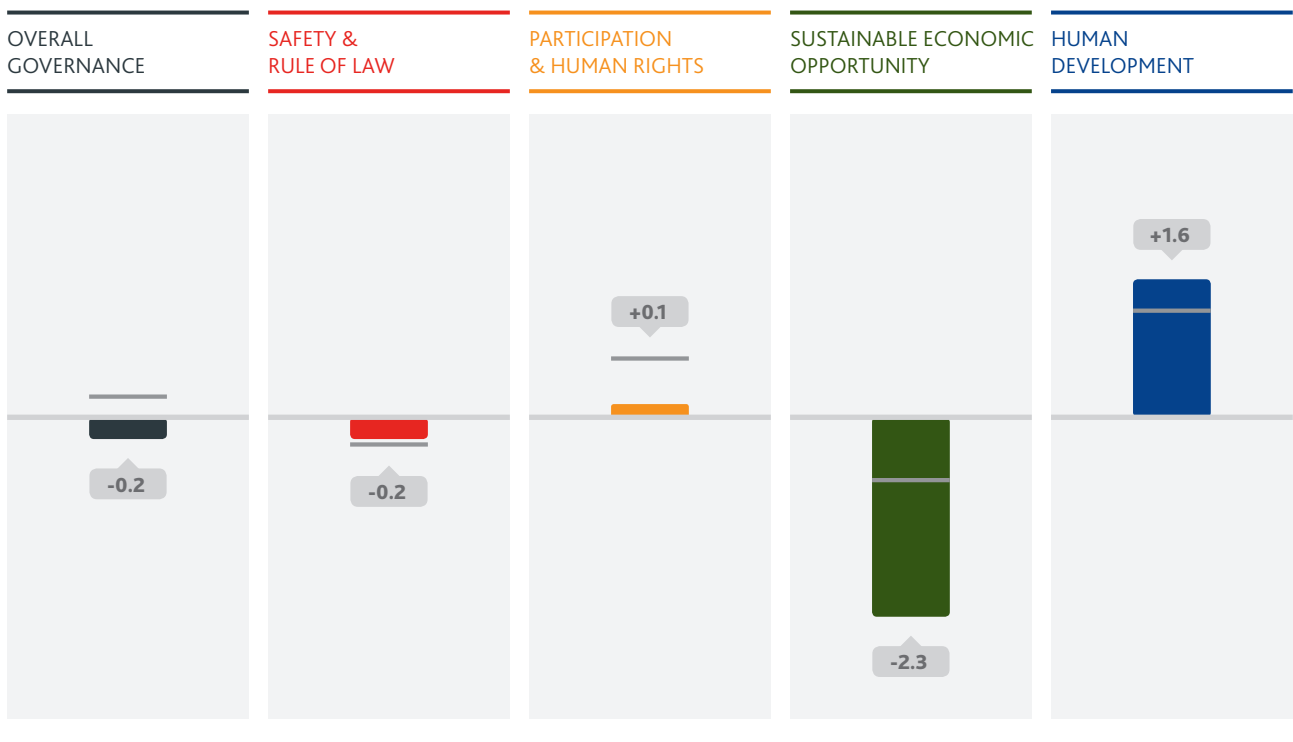 OVERALL
GOVERNANCE
SAFETY &
RULE OF LAW
PARTICIPATION
& HUMAN RIGHTS
SUSTAINABLE ECONOMIC
OPPORTUNITY
HUMAN
DEVELOPMENT
-0.2
-0.2
+0.1
-2.3
+1.6